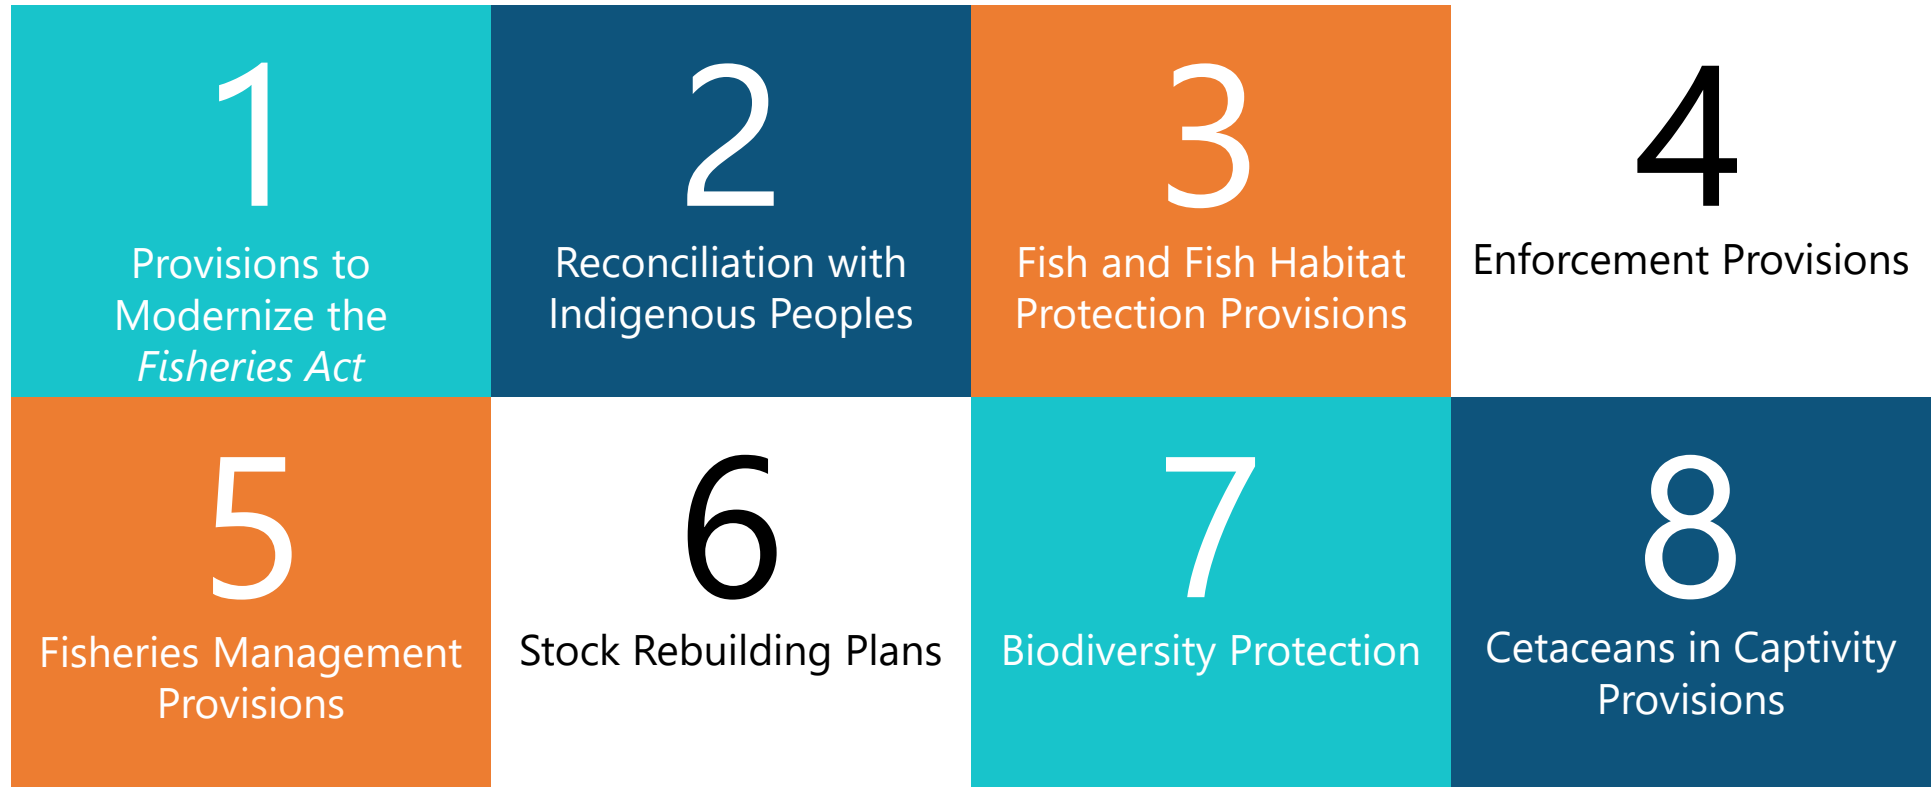 1
Provisions to
Modernize the
Fisheries Act
2
Reconciliation with
Indigenous Peoples
3
Fish and Fish Habitat
Protection Provisions
4
Enforcement Provisions
5
Fisheries Management
Provisions
6
Stock Rebuilding Plans
7
Biodiversity Protection
8
Cetaceans in Captivity
Provisions